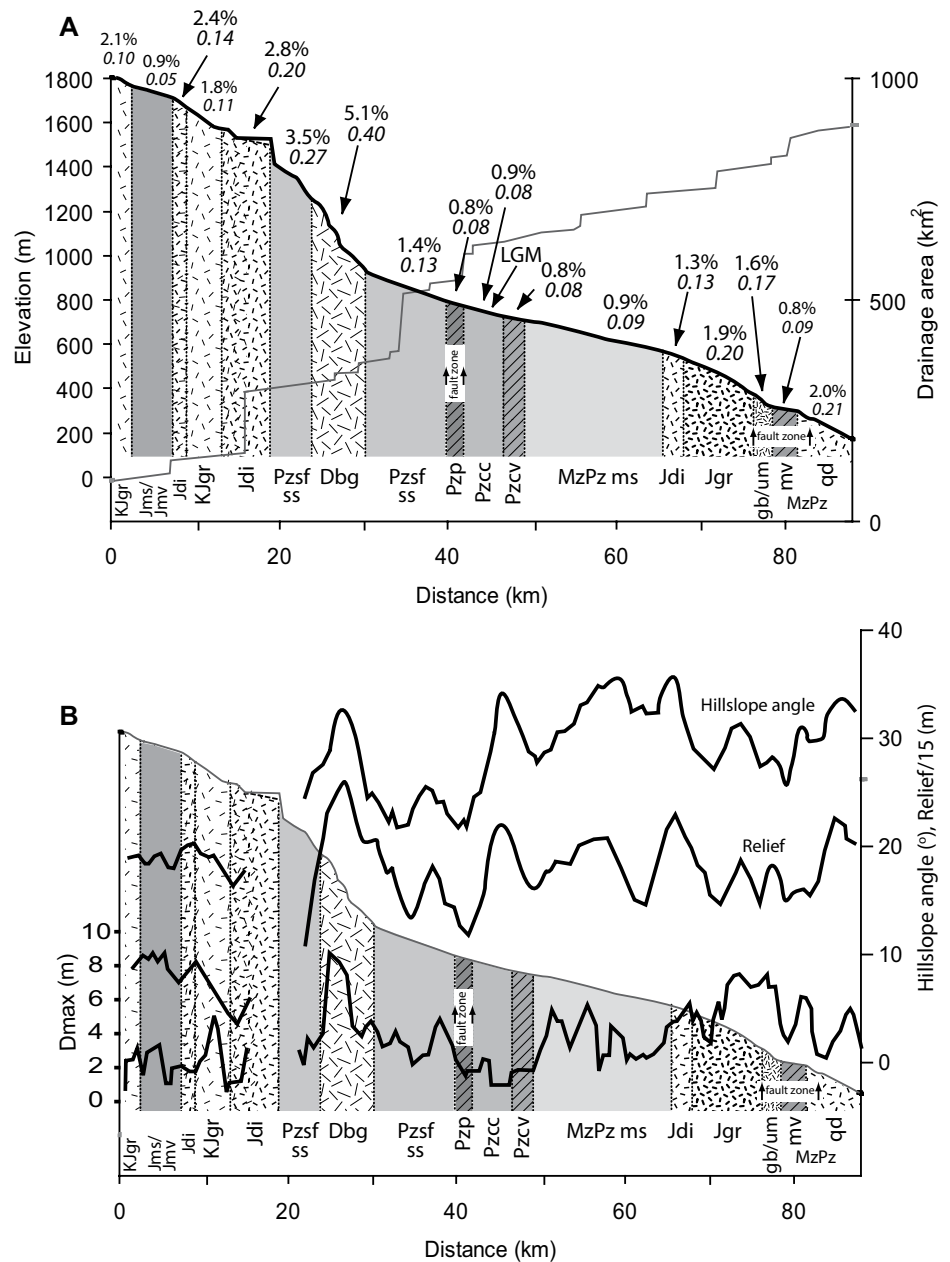 A
2.1%
0.10
0.9%
0.05
2.4%
0.14
1.8%
0.11
2.8%
0.20
3.5%
0.27
5.1%
0.40
1.4%
0.13
0.8%
0.08
0.9%
0.08
LGM
0.8%
0.08
0.9%
0.09
1.3%
0.13
1.9%
0.20
1.6%
0.17
0.8%
0.09
2.0%
0.21
Elevation (m)
1800
1600
1400
1200
1000
800
600
400
200
0
Drainage area (km²)
1000
500
0
fault zone
fault zone
KJgr
Jms/
Jmv
Jdi
KJgr
Jdi
Pzsf
ss
Dbg
Pzsf
ss
Pzp
Pzcc
Pzcv
MzPz ms
Jdi
Jgr
gb/um
mv
MzPz
qd
0 20 40 60 80
Distance (km)
B
Hillslope angle
Relief
Dmax (m)
10
8
6
4
2
0
Hillslope angle (º), Relief/15 (m)
40
30
20
10
0
fault zone
fault zone
KJgr
Jms/
Jmv
Jdi
KJgr
Jdi
Pzsf
ss
Dbg
Pzsf
ss
Pzp
Pzcc
Pzcv
MzPz ms
Jdi
Jgr
gb/um
mv
MzPz
qd
0 20 40 60 80
Distance (km)